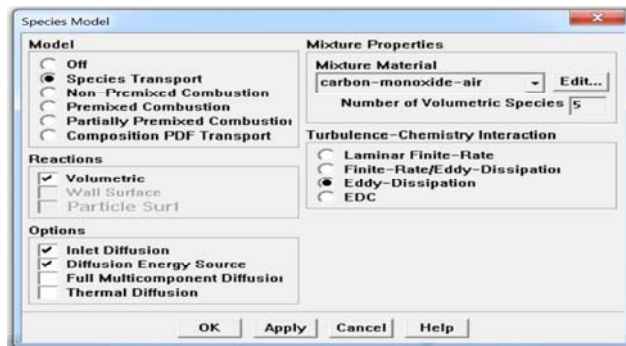 Species Model
Model
Off
Species Transport
Non-Premixed Combustion
Premixed Combustion
Partially Premixed Combustion
Composition PDF Transport
Reactions
Volumetric
Wall Surface
Particle Surf
Options
Inlet Diffusion
Diffusion Energy Source
Full Multicomponent Diffusion
Thermal Diffusion
Mixture Properties
Mixture Material
carbon-monoxide-air Edit...
Number of Volumetric Species 5
Turbulence-Chemistry Interaction
Laminar Finite-Rate
Finite-Rate/Eddy-Dissipation
Eddy-Dissipation
EDC
OK Apply Cancel Help